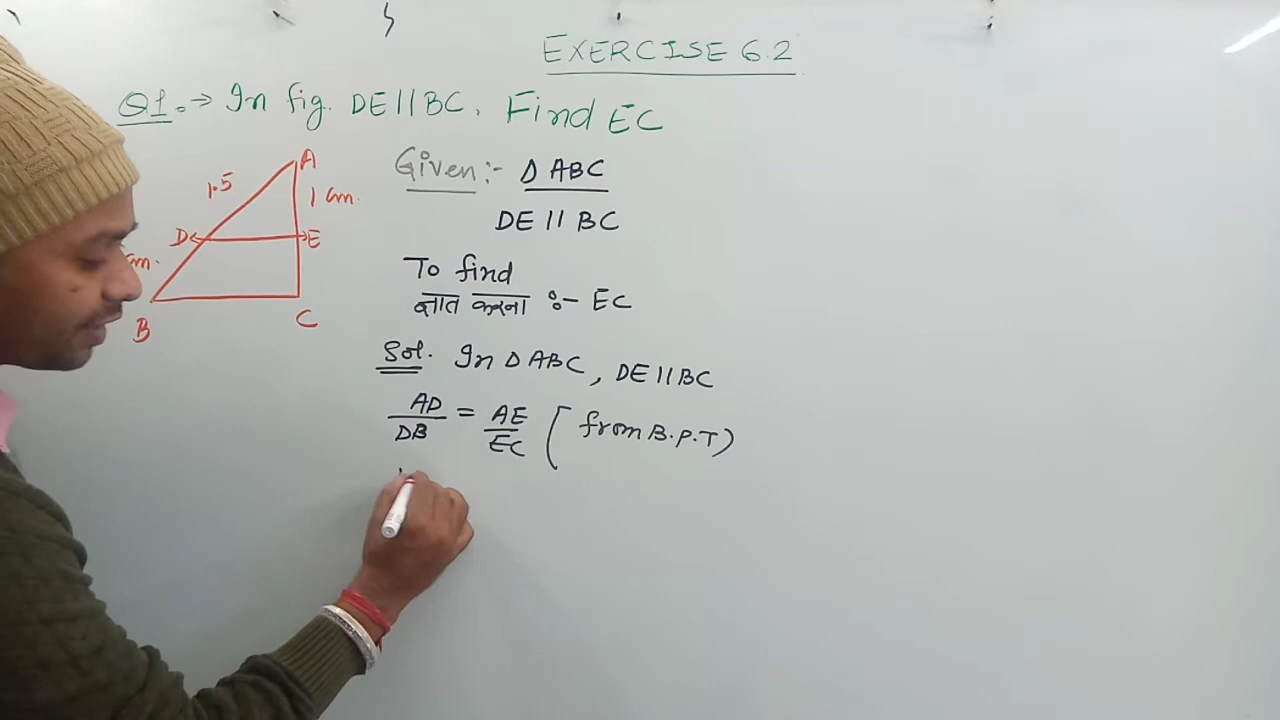 EXERCISE 6.2
Q1.→ In fig. DE||BC. Find EC
Given:- Δ ABC
DE || BC
To find
ज्ञात करना :- EC
Sol. In Δ ABC, DE||BC
AD/DB = AE/EC [from B.P.T)
A
1.5
1 cm.
D
E
m.
B
C